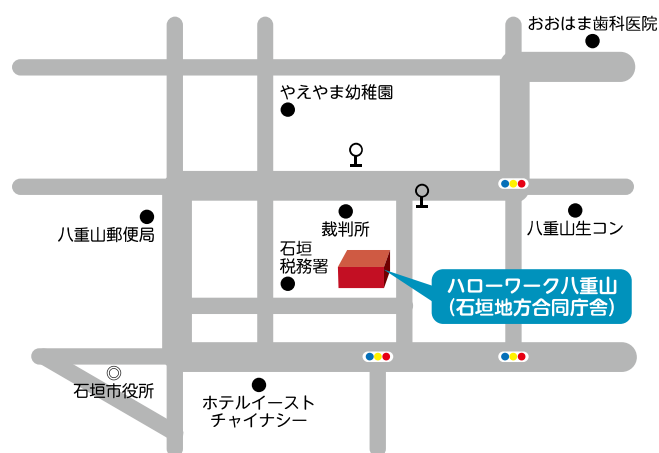 おおはま歯科医院
やえやま幼稚園
八重山郵便局
裁判所
八重山生コン
石垣
税務署
ハローワーク八重山
(石垣地方合同庁舎)
石垣市役所
ホテルイースト
チャイナシー